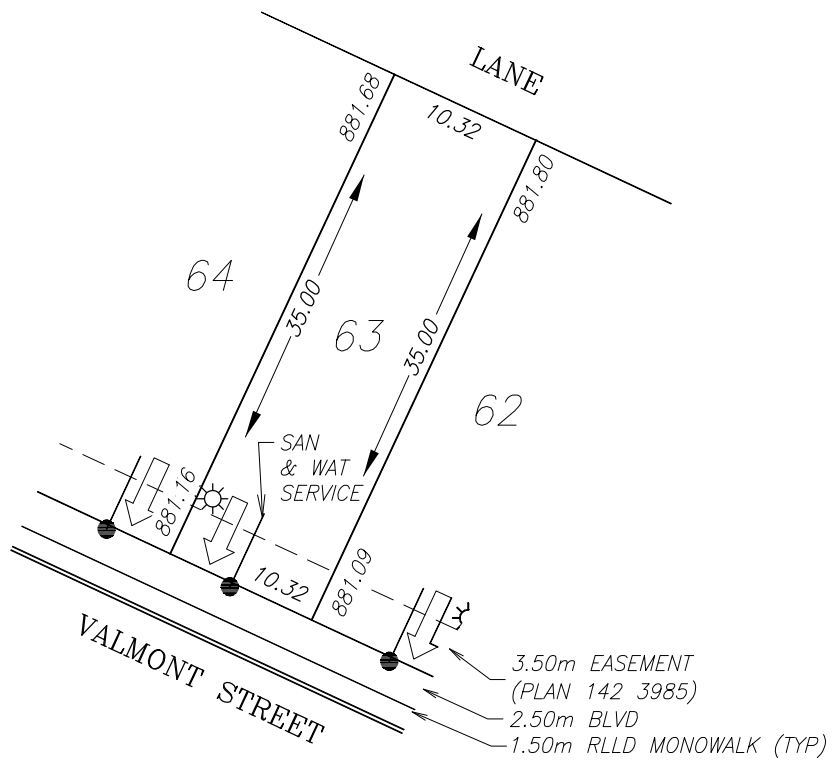 LANE
881.68
10.32
881.80
64
35.00
63
35.00
62
SAN
& WAT
SERVICE
881.16
10.32
881.09
VALMONT STREET
3.50m EASEMENT
(PLAN 142 3985)
2.50m BLVD
1.50m RLLD MONOWALK (TYP)